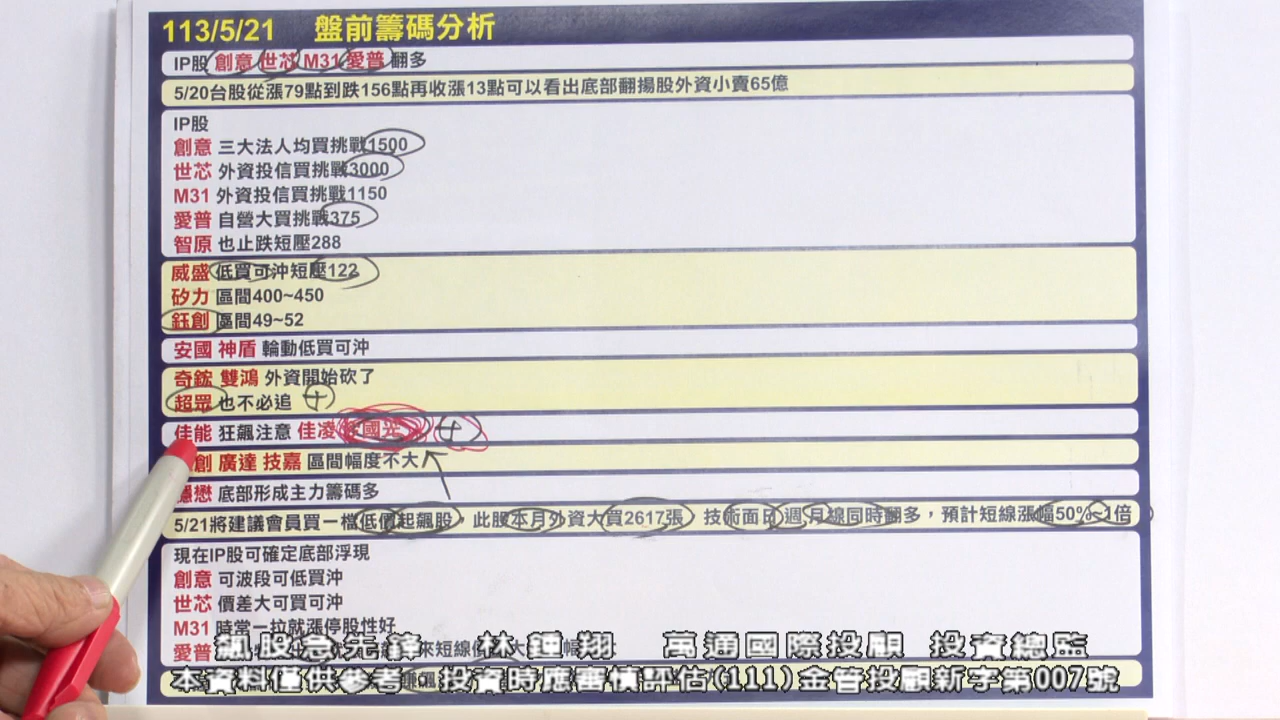 113/5/21 盤前籌碼分析
IP股 創意 世芯 M31 愛普 翻多
5/20台股從漲79點到跌156點再收漲13點可以看出底部翻揚股外資小賣65億
IP股
創意 三大法人均買挑戰1500
世芯 外資投信買挑戰3000
M31 外資投信買挑戰1150
愛普 自營大買挑戰375
智原 也止跌短壓288
威盛 低買可沖短壓122
矽力 區間400~450
鈺創 區間49~52
安國 神盾 輪動低買可沖
奇鋐 雙鴻 外資開始砍了
超眾 也不必追 +
佳能 狂飆注意 佳凌 國光 +
創 廣達 技嘉 區間幅度不大
懋 底部形成主力籌碼多
5/21將建議會員買一檔低價起飆股，此股本月外資大買2617張 技術面日 週 月線同時翻多，預計短線漲幅50%~1倍
現在IP股可確定底部浮現
創意 可波段可低買沖
世芯 價差大可買可沖
M31 時常一拉就漲停股性好
愛普
飆股急先鋒 林鍾翔 萬通國際投顧 投資總監
本資料僅供參考，投資時應審慎評估(111)金管投顧新字第007號